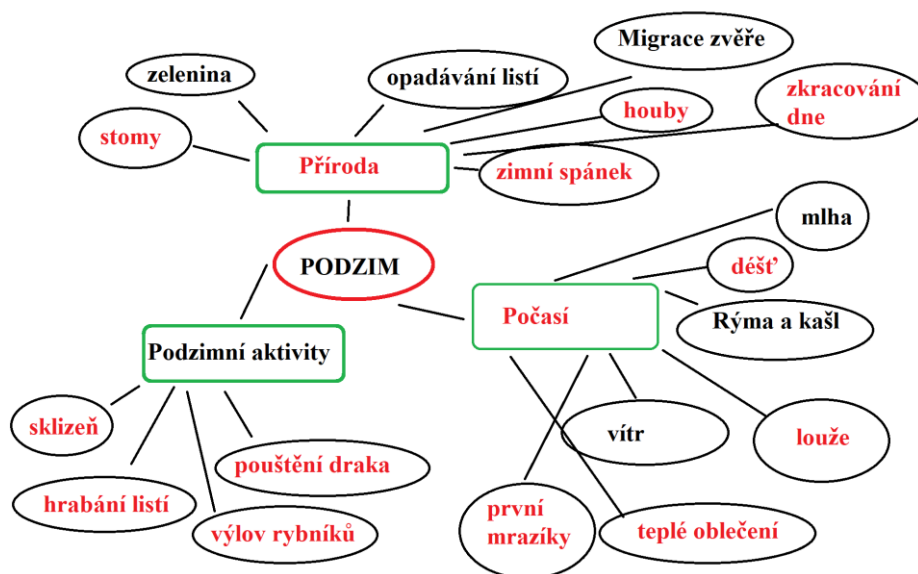 Migrace zvěře
zelenina
opadávání listí
zkracování
dne
houby
stomy
Příroda
zimní spánek
mlha
PODZIM
déšť
Počasí
Rýma a kašl
Podzimní aktivity
sklizeň
vítr
louže
pouštění draka
hrabání listí
první
mrazíky
výlov rybníků
teplé oblečení